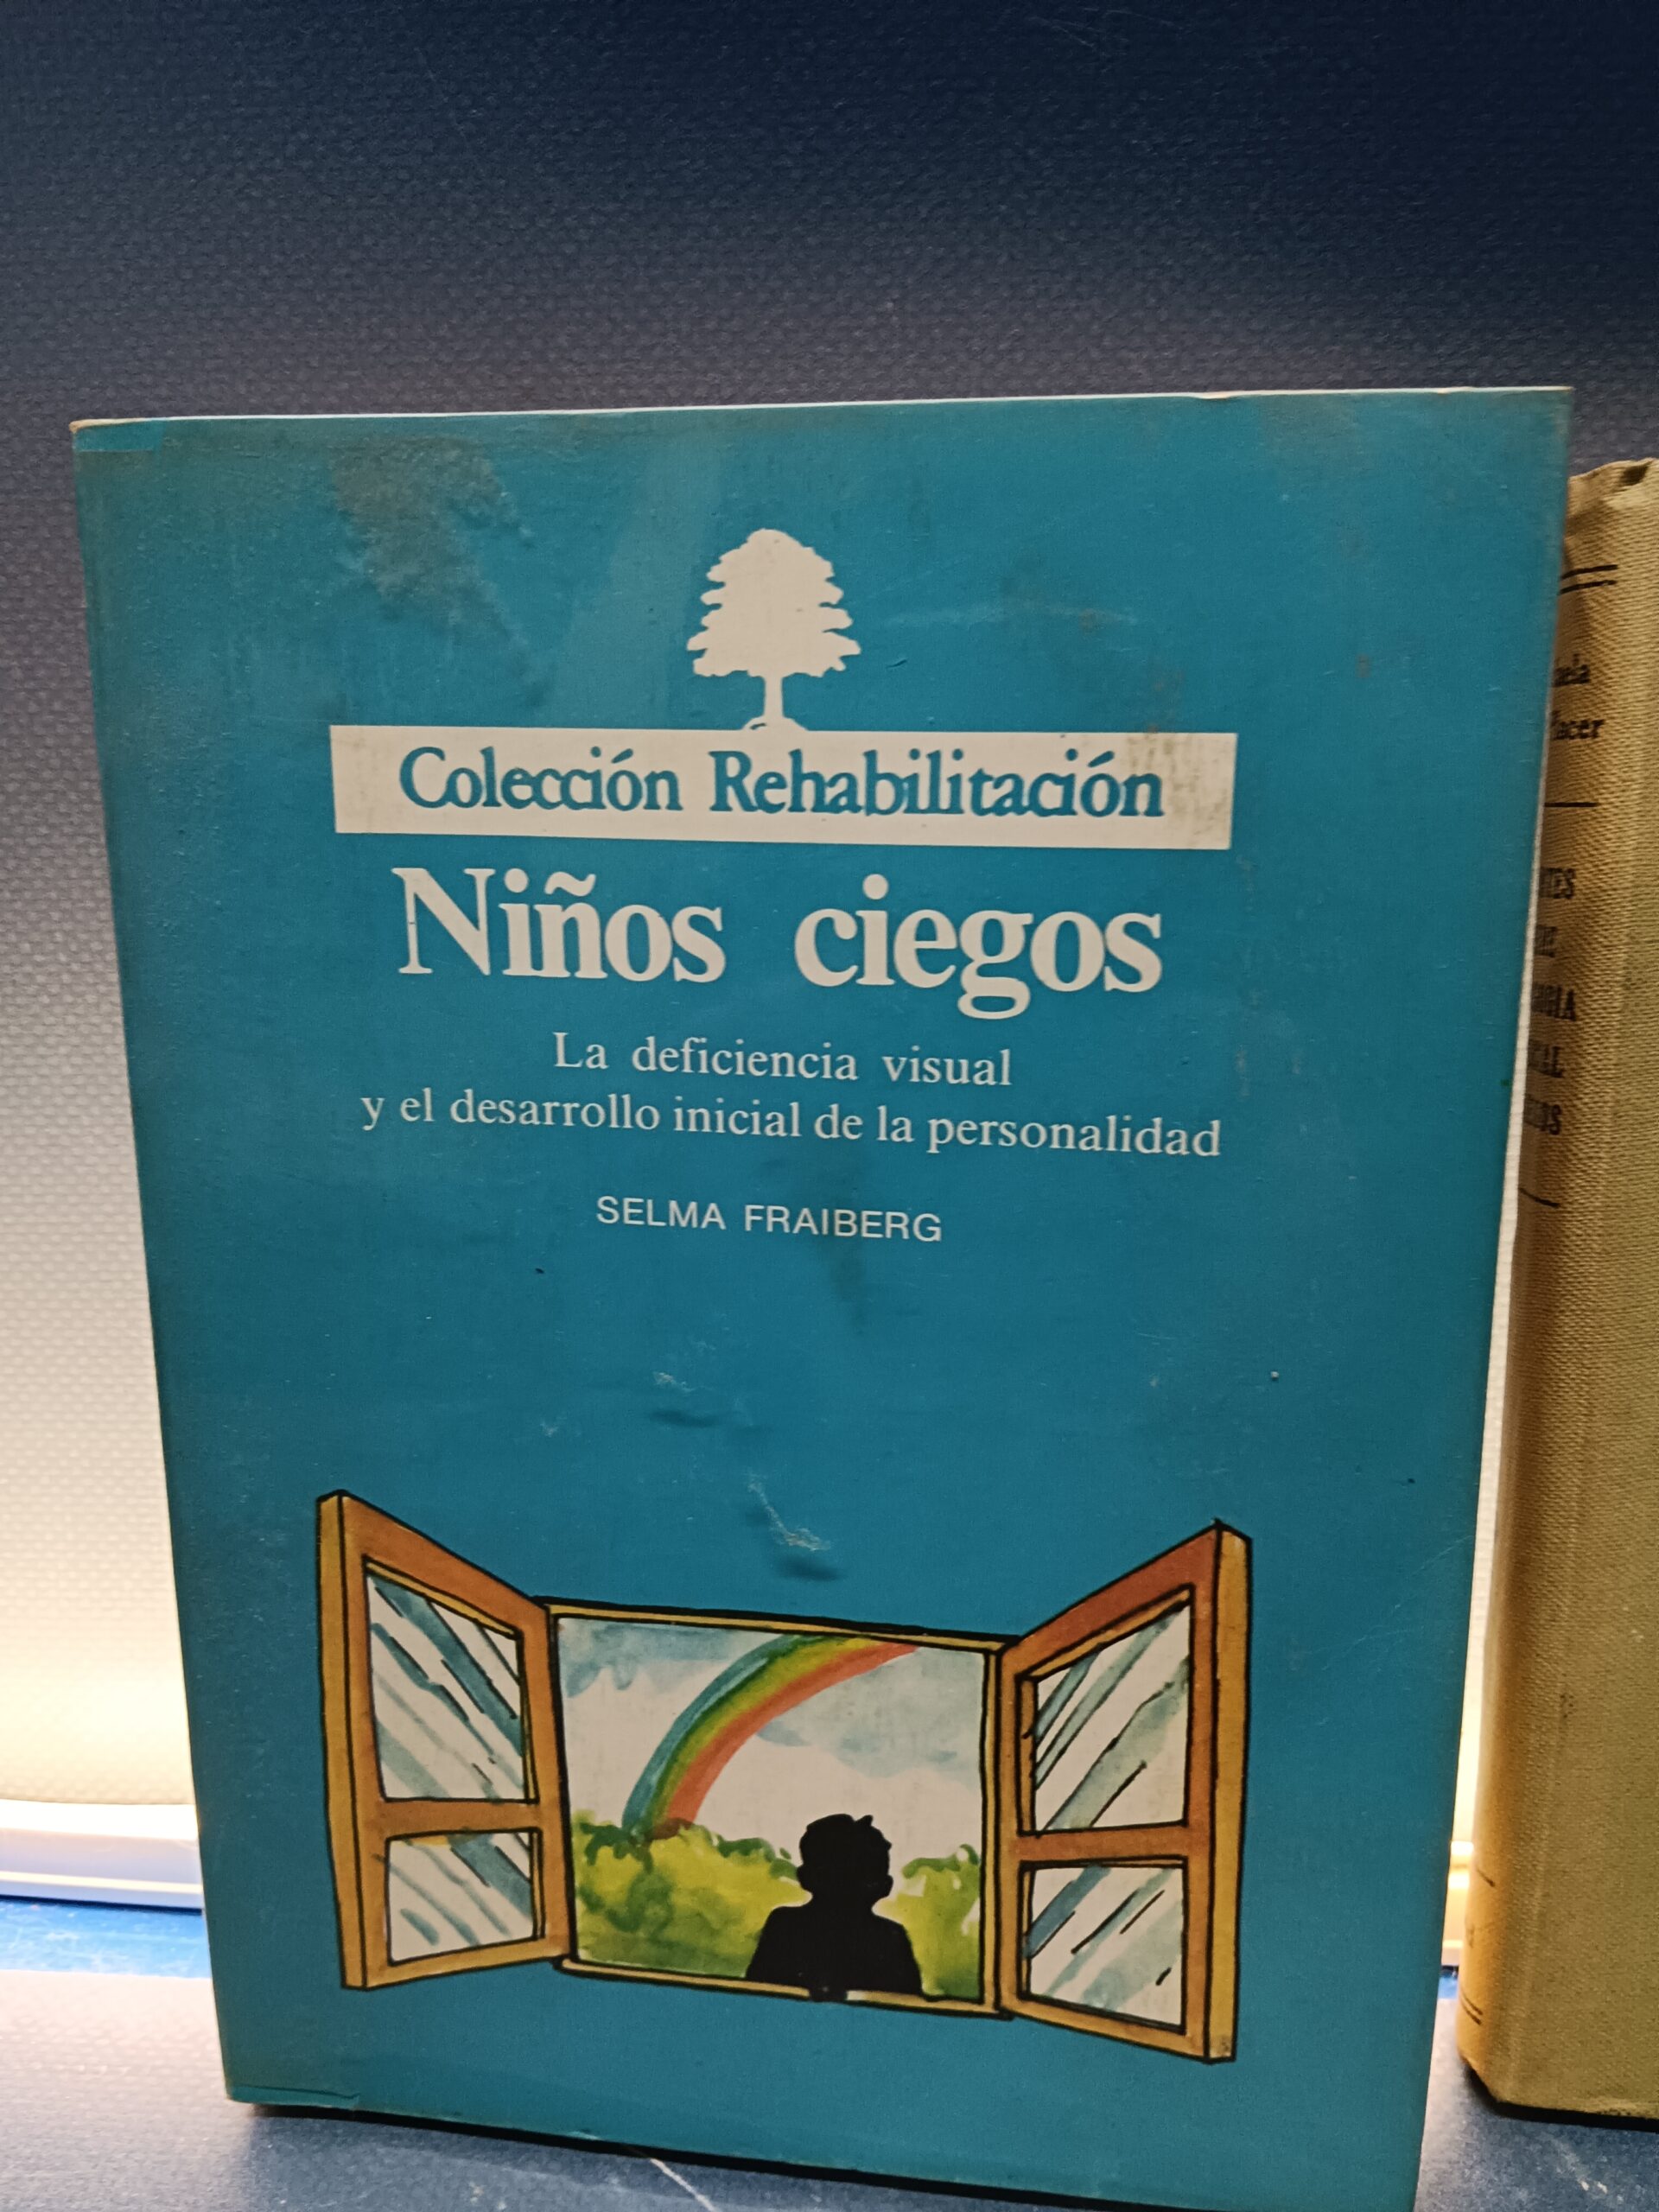 Colección Rehabilitación
Niños ciegos
La deficiencia visual
y el desarrollo inicial de la personalidad
SELMA FRAIBERG